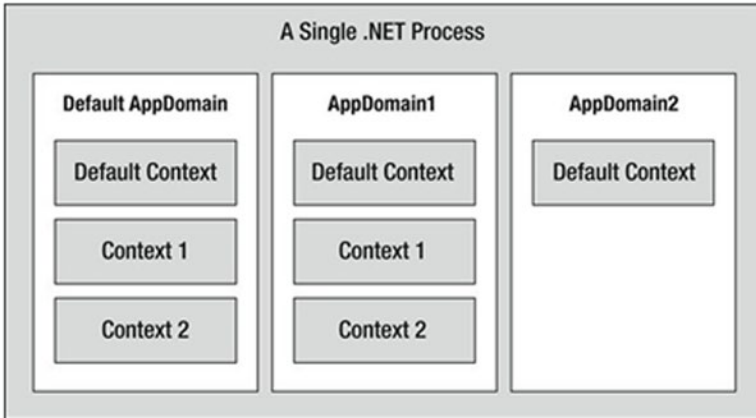 A Single .NET Process
Default AppDomain
Default Context
Context 1
Context 2
AppDomain1
Default Context
Context 1
Context 2
AppDomain2
Default Context